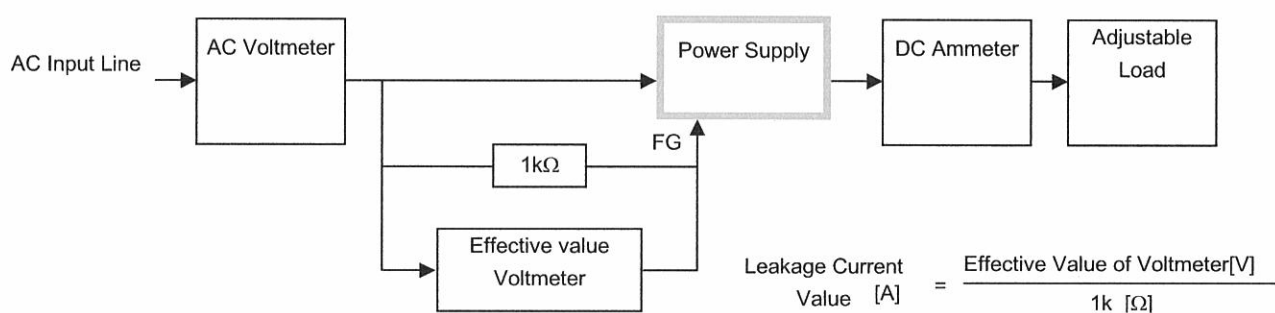 AC Input Line
AC Voltmeter
Power Supply
DC Ammeter
Adjustable
Load
FG
1kΩ
Effective value
Voltmeter
Leakage Current
Value [A]
=
Effective Value of Voltmeter[V]
1k [Ω]